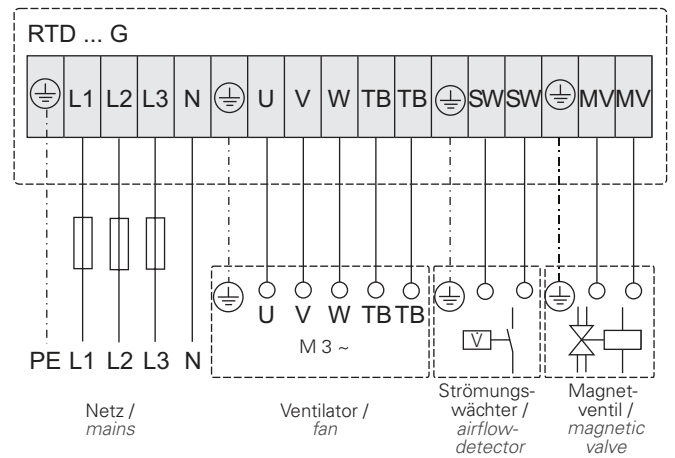 RTD ... G
L1 L2 L3 N U V W TB TB SW SW MV MV
U V W TB TB
M 3 ~
V̇
PE L1 L2 L3 N
Netz /
mains
Ventilator /
fan
Strömungs-
wächter /
airflow-
detector
Magnet-
ventil /
magnetic
valve